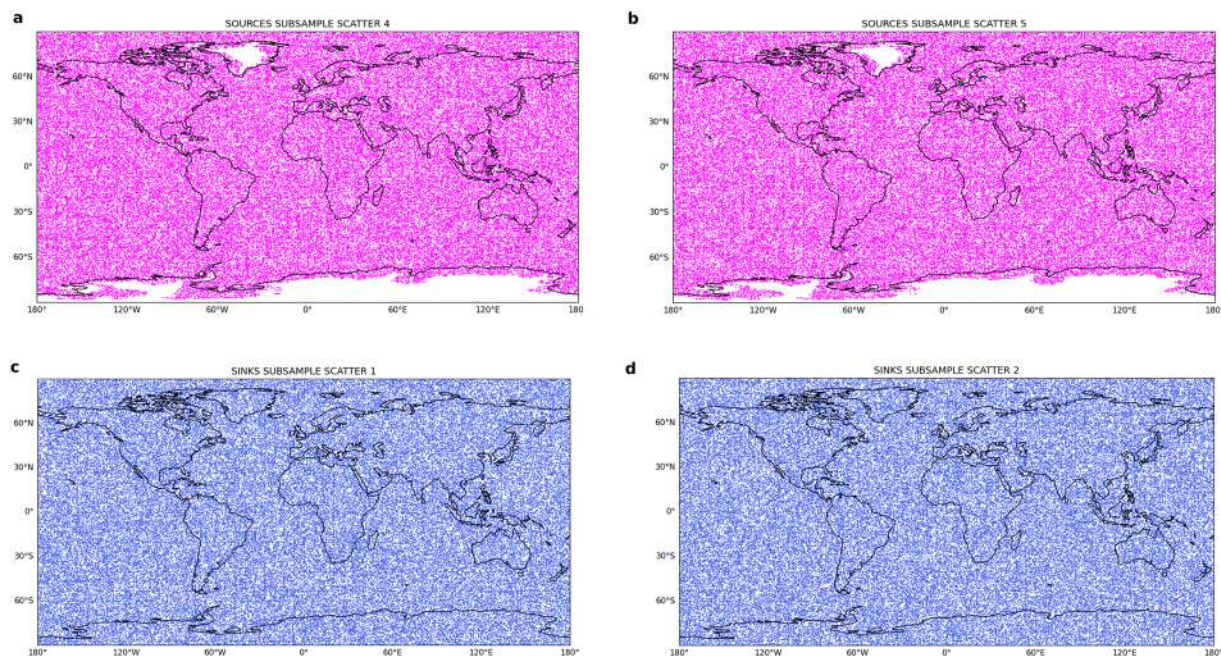 a
SOURCES SUBSAMPLE SCATTER 4
60°N
30°N
0°
30°S
60°S
180° 120°W 60°W 0° 60°E 120°E 180°
b
SOURCES SUBSAMPLE SCATTER 5
60°N
30°N
0°
30°S
60°S
180° 120°W 60°W 0° 60°E 120°E 180°
c
SINKS SUBSAMPLE SCATTER 1
60°N
30°N
0°
30°S
60°S
180° 120°W 60°W 0° 60°E 120°E 180°
d
SINKS SUBSAMPLE SCATTER 2
60°N
30°N
0°
30°S
60°S
180° 120°W 60°W 0° 60°E 120°E 180°